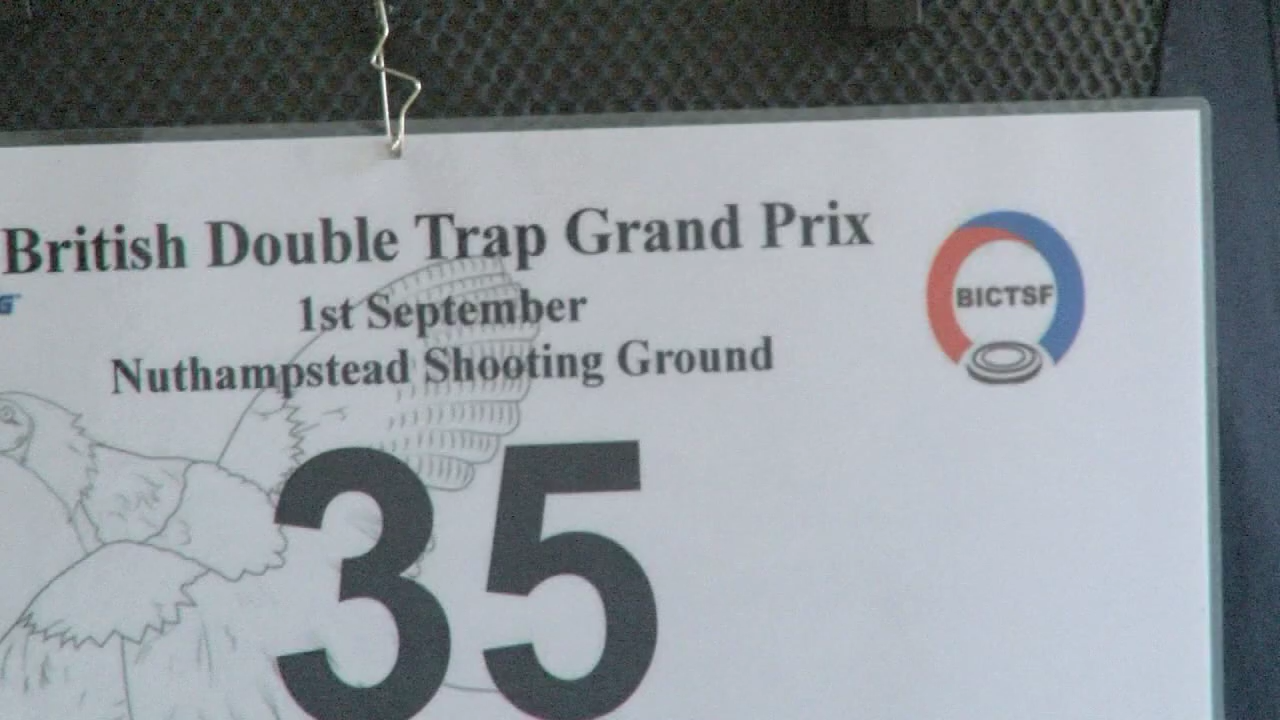 British Double Trap Grand Prix
1st September
Nuthampstead Shooting Ground
BICTSF
35